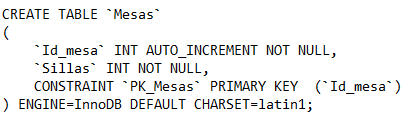 CREATE TABLE `Mesas`
(
    `Id_mesa` INT AUTO_INCREMENT NOT NULL,
    `Sillas` INT NOT NULL,
    CONSTRAINT `PK_Mesas` PRIMARY KEY  (`Id_mesa`)
) ENGINE=InnoDB DEFAULT CHARSET=latin1;